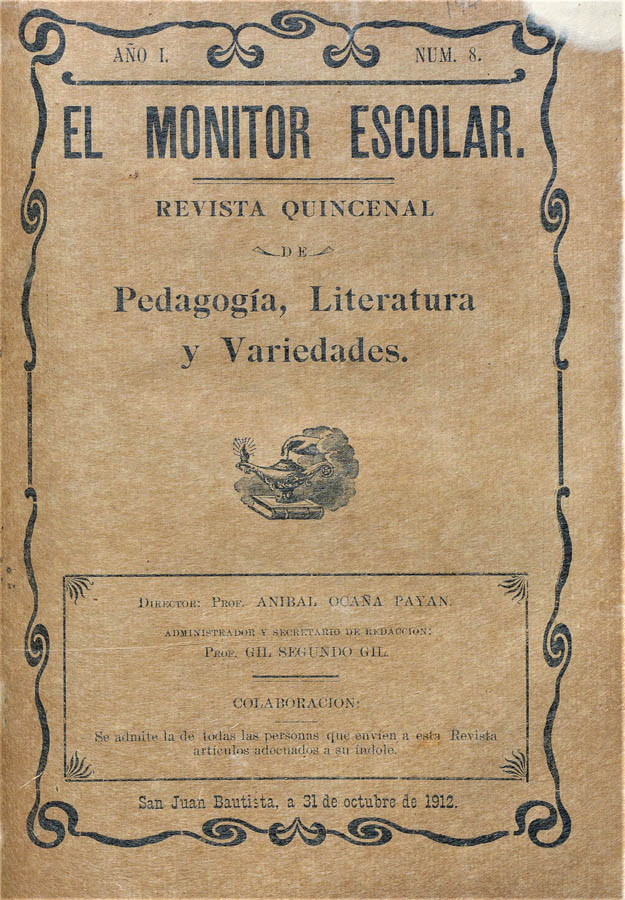 AÑO I.
NUM. 8.
EL MONITOR ESCOLAR.
REVISTA QUINCENAL
DE
Pedagogía, Literatura
y Variedades.
DIRECTOR: PROF. ANIBAL OCAÑA PAYAN.
ADMINISTRADOR Y SECRETARIO DE REDACCION:
PROF. GIL SEGUNDO GIL.
COLABORACION:
Se admite la de todas las personas que envíen a esta Revista
artículos adecuados a su índole.
San Juan Bautista, a 31 de octubre de 1912.